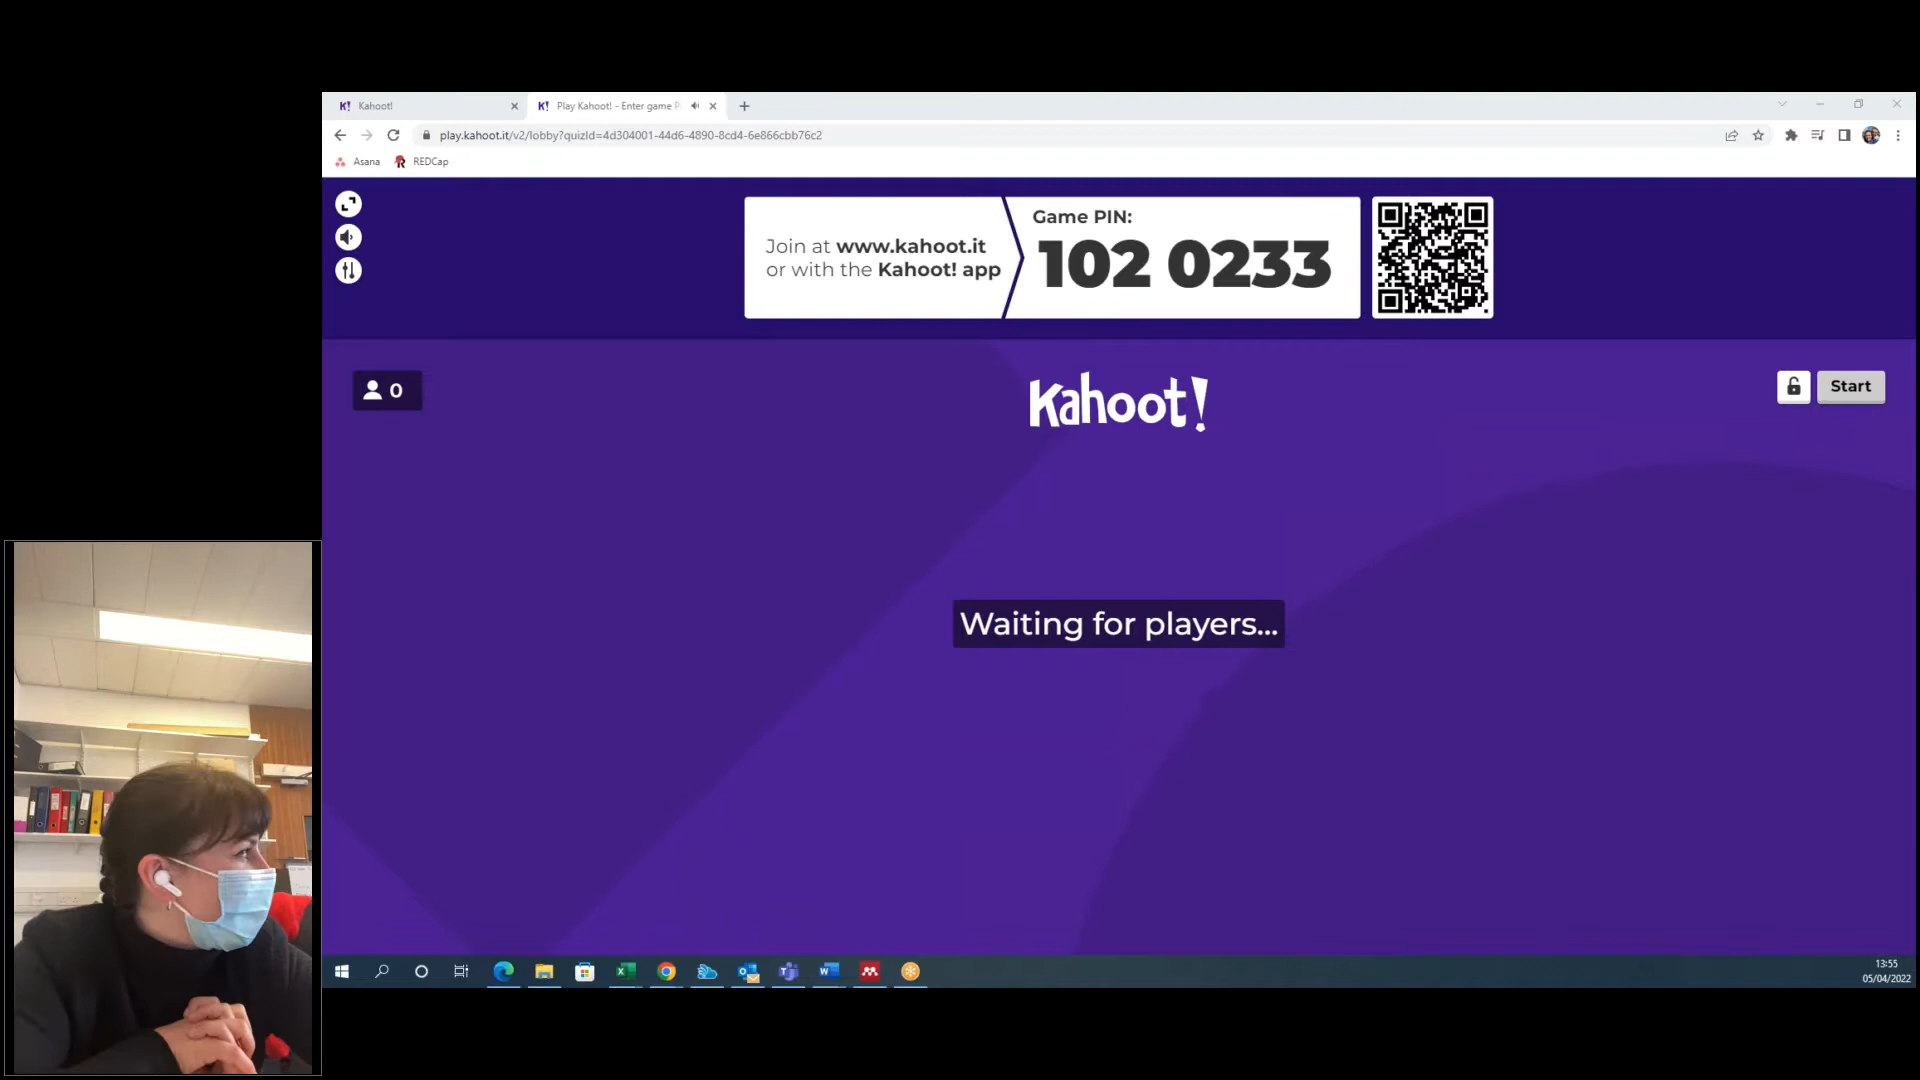 Kahoot!
Play Kahoot! - Enter game P
play.kahoot.it/v2/lobby?quizId=4d304001-44d6-4890-8cd4-6e866cbb76c2
Asana
REDCap
Join at www.kahoot.it
or with the Kahoot! app
Game PIN:
102 0233
0
Kahoot!
Start
Waiting for players...
13:55
05/04/2022